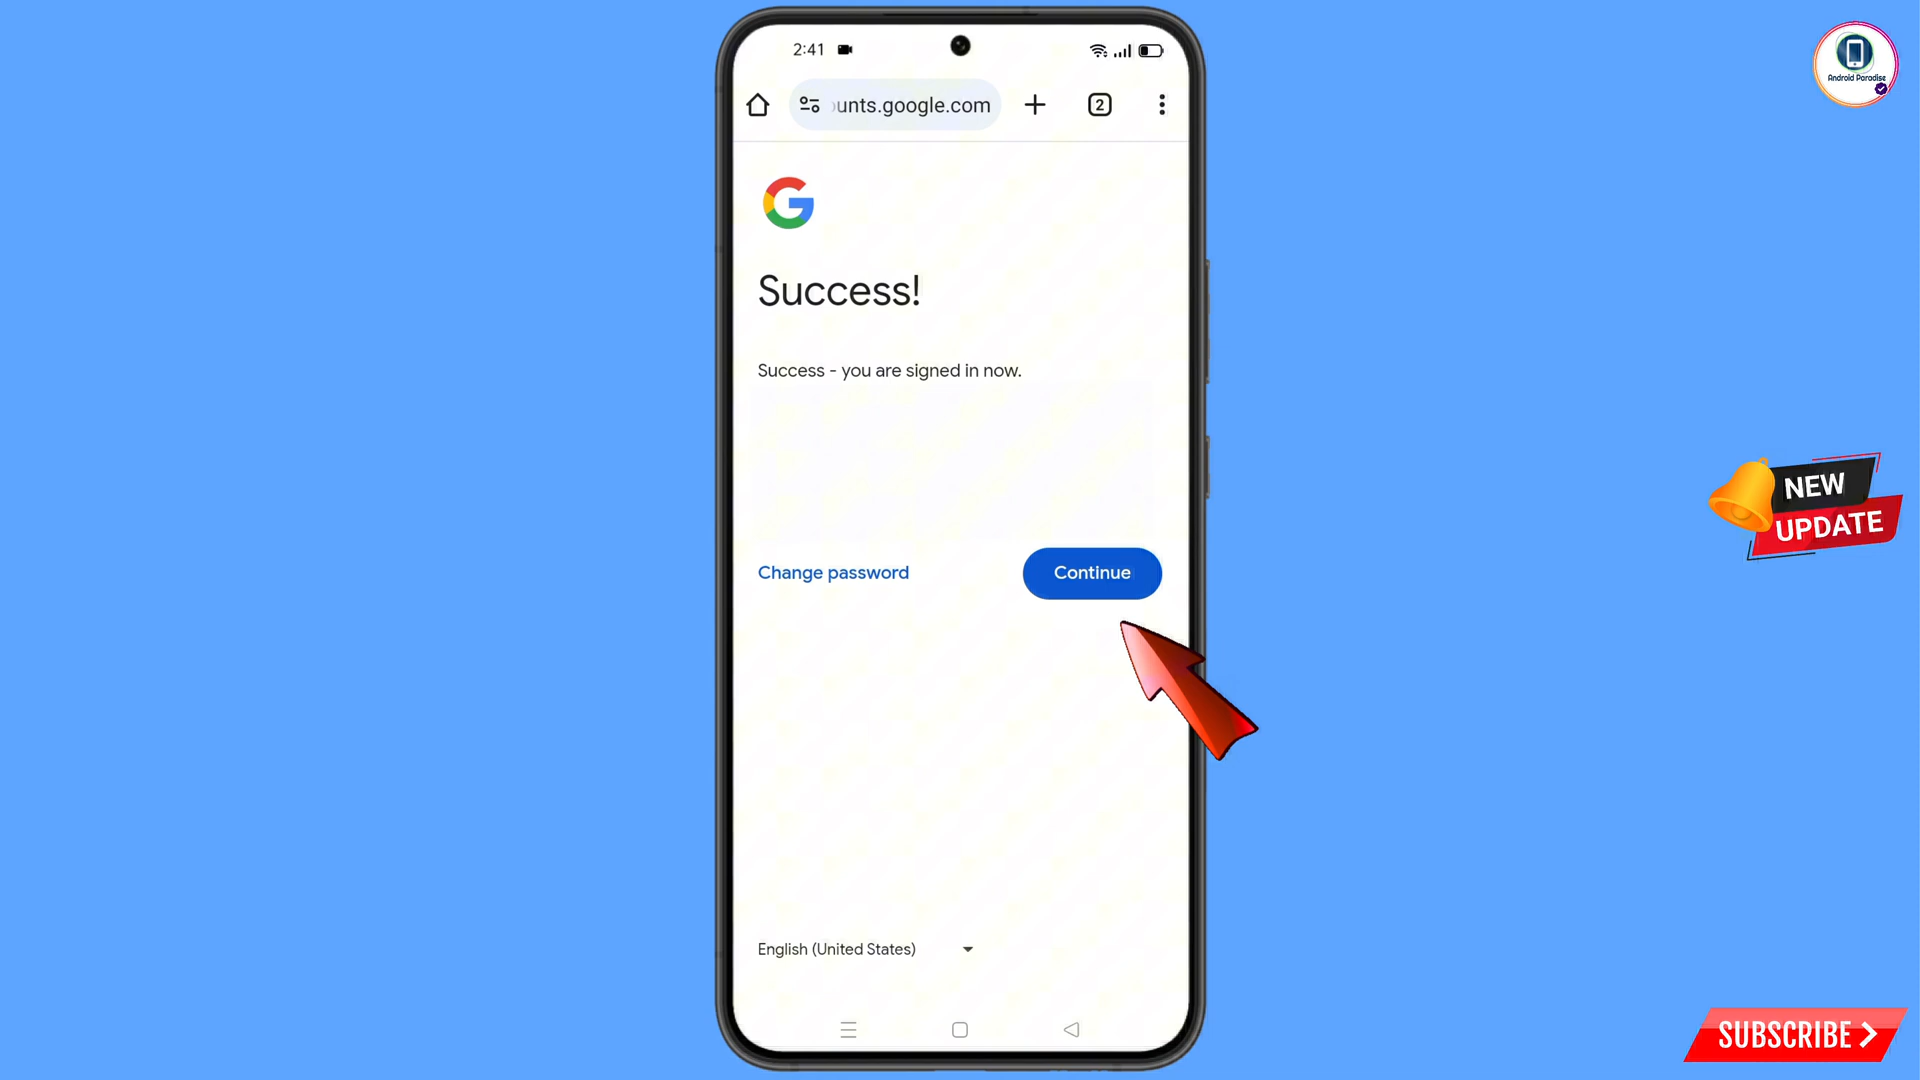 2:41
unts.google.com
2
Success!
Success - you are signed in now.
Change password
Continue
English (United States)
Android Paradise
NEW
UPDATE
SUBSCRIBE